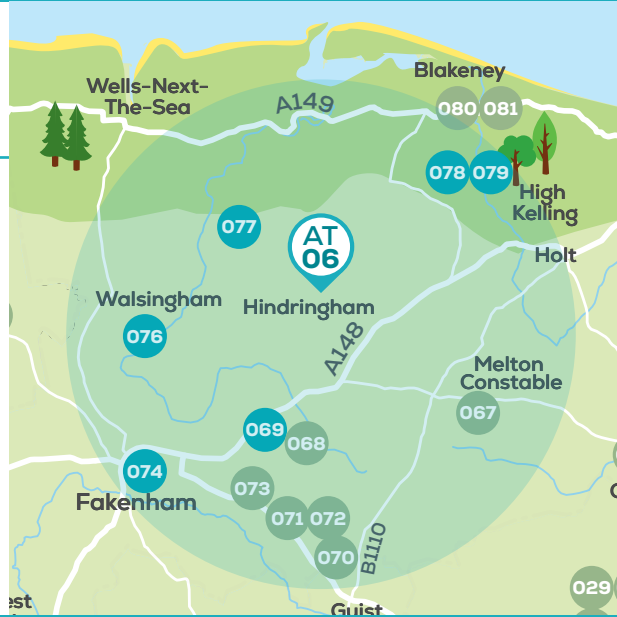 Blakeney
Wells-Next-
The-Sea
A149
080 081
078 079
High
Kelling
077
AT
06
Holt
Walsingham
Hindringham
076
A148
Melton
Constable
067
069
068
074
073
Fakenham
071 072
B1110
070
029
est
Guist